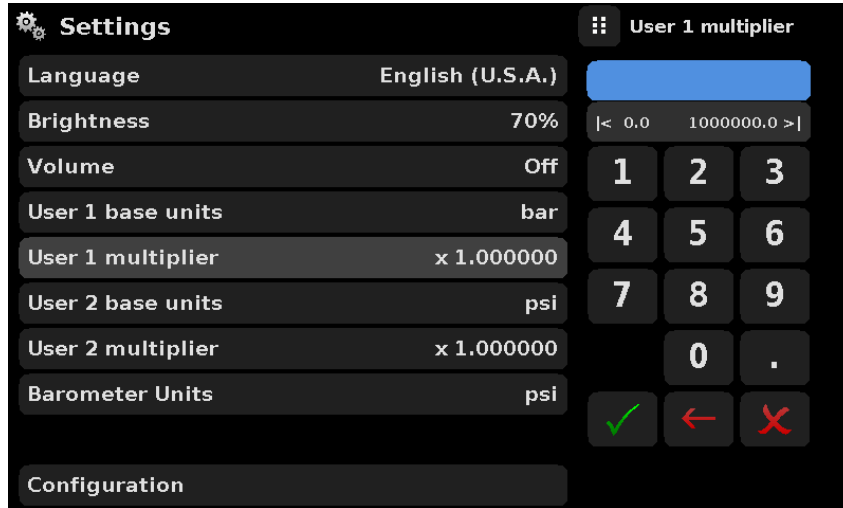 Settings
Language English (U.S.A.)
Brightness 70%
Volume Off
User 1 base units bar
User 1 multiplier x 1.000000
User 2 base units psi
User 2 multiplier x 1.000000
Barometer Units psi
Configuration
User 1 multiplier
|< 0.0 1000000.0 >|
1 2 3
4 5 6
7 8 9
0 .